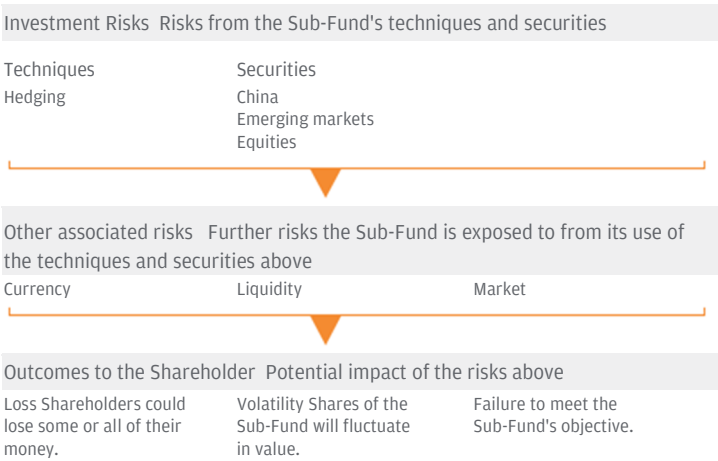 Investment Risks Risks from the Sub-Fund's techniques and securities
Techniques
Hedging
Securities
China
Emerging markets
Equities
Other associated risks Further risks the Sub-Fund is exposed to from its use of
the techniques and securities above
Currency
Liquidity
Market
Outcomes to the Shareholder Potential impact of the risks above
Loss Shareholders could
lose some or all of their
money.
Volatility Shares of the
Sub-Fund will fluctuate
in value.
Failure to meet the
Sub-Fund's objective.